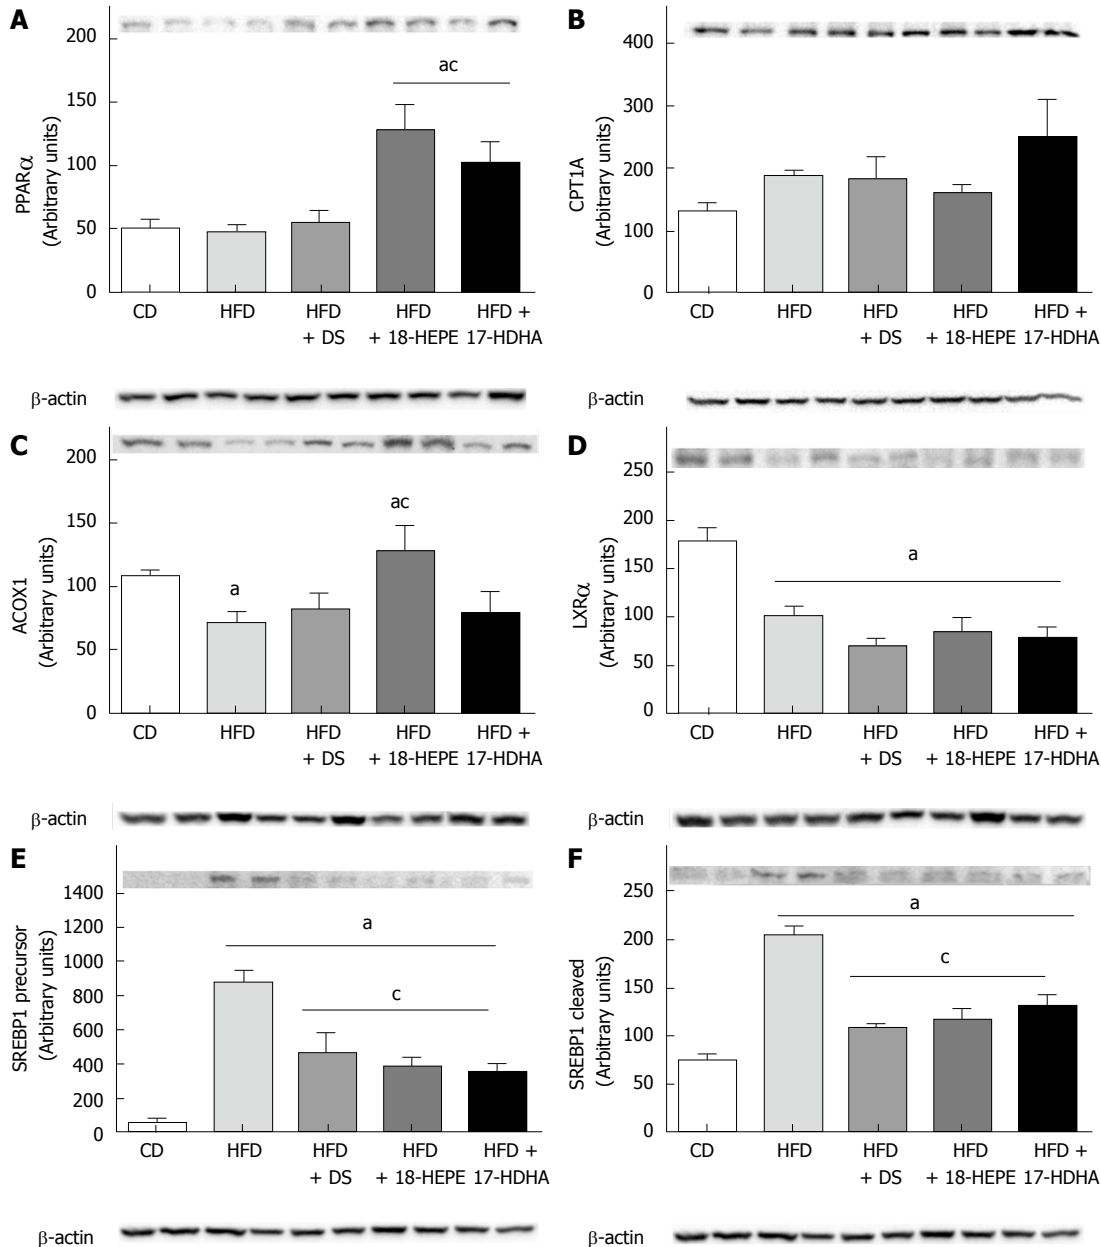 A
PPARα
(Arbitrary units)
200
150
100
50
0
ac
CD HFD HFD HFD HFD +
+ DS + 18-HEPE 17-HDHA
β-actin
B
CPT1A
(Arbitrary units)
400
300
200
100
0
CD HFD HFD HFD HFD +
+ DS + 18-HEPE 17-HDHA
β-actin
C
ACOX1
(Arbitrary units)
200
150
100
50
0
a
ac
CD HFD HFD HFD HFD +
+ DS + 18-HEPE 17-HDHA
β-actin
D
LXRα
(Arbitrary units)
250
200
150
100
50
0
a
CD HFD HFD HFD HFD +
+ DS + 18-HEPE 17-HDHA
β-actin
E
SREBP1 precursor
(Arbitrary units)
1400
1200
1000
800
600
400
200
0
a
c
CD HFD HFD HFD HFD +
+ DS + 18-HEPE 17-HDHA
β-actin
F
SREBP1 cleaved
(Arbitrary units)
250
200
150
100
50
0
a
c
CD HFD HFD HFD HFD +
+ DS + 18-HEPE 17-HDHA
β-actin